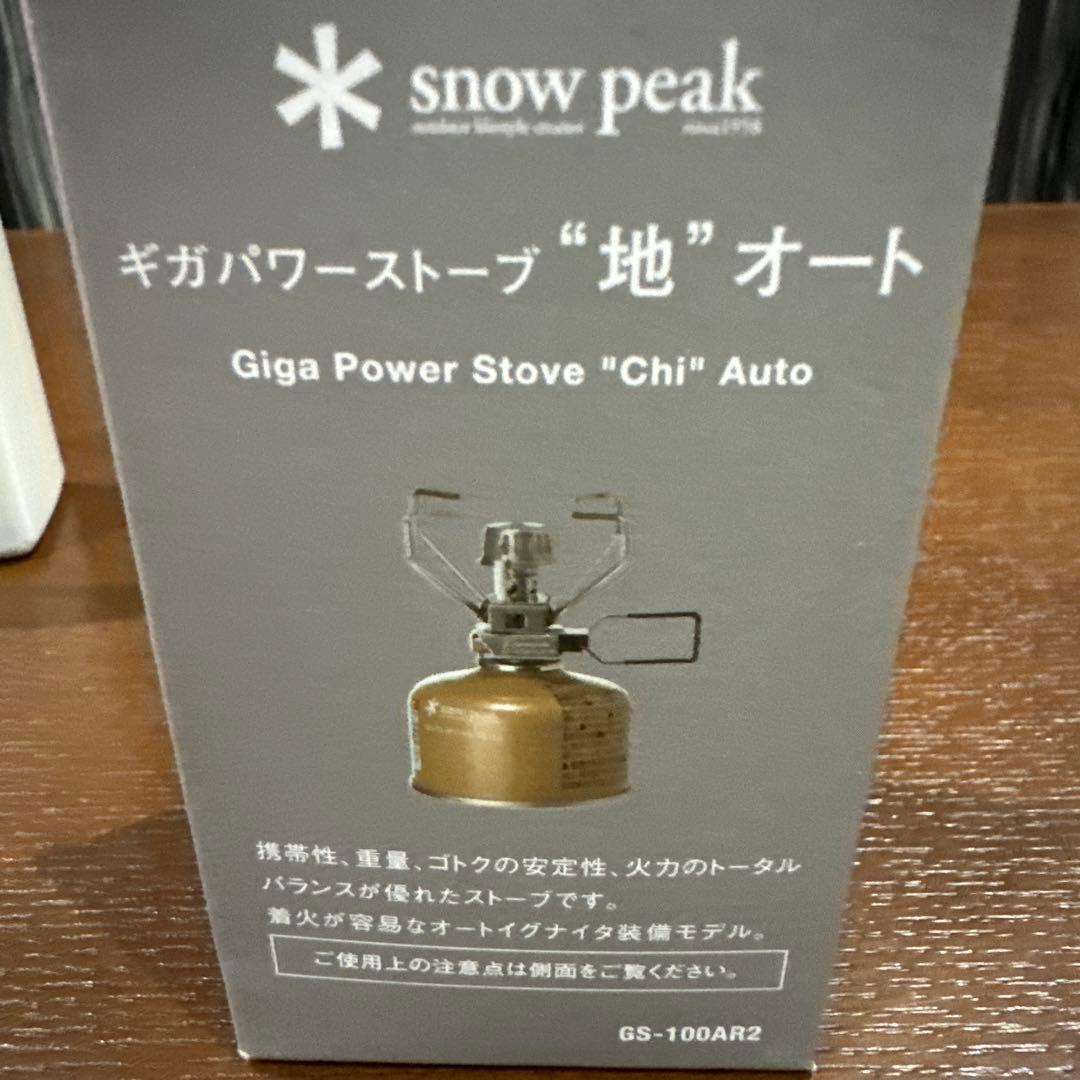 snow peak
outdoor lifestyle creator since 1958
ギガパワーストーブ “地” オート
Giga Power Stove "Chi" Auto
携帯性、重量、ゴトクの安定性、火力のトータル
バランスが優れたストーブです。
着火が容易なオートイグナイタ装備モデル。
ご使用上の注意点は側面をご覧ください。
GS-100AR2